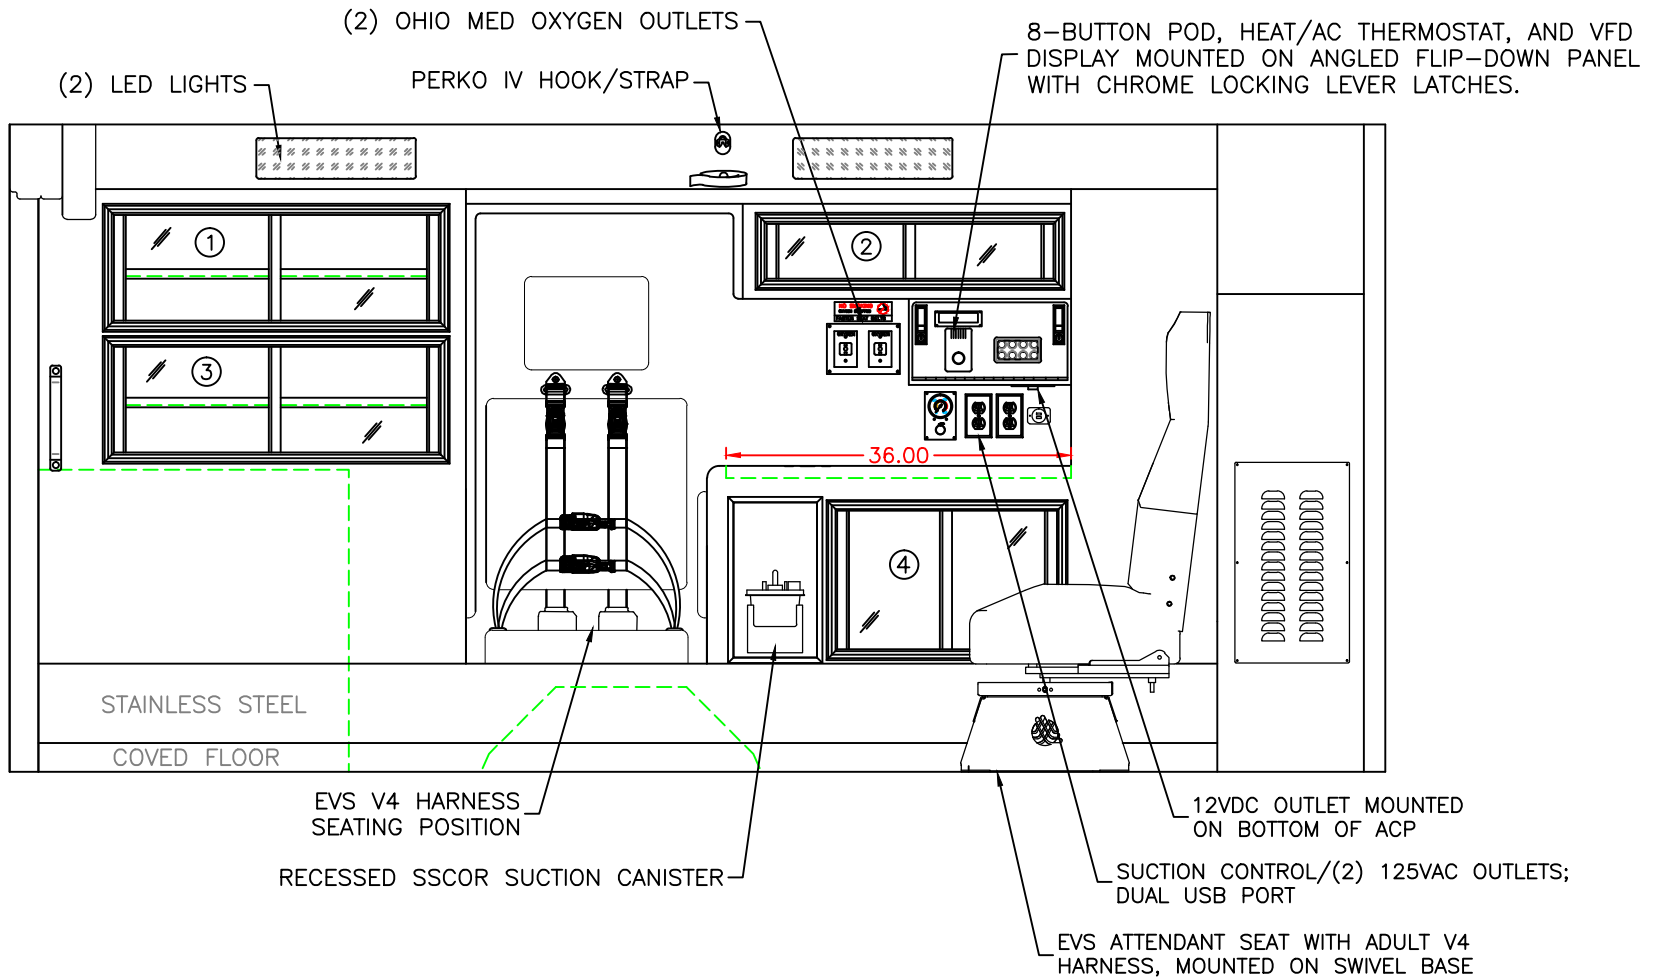 (2) OHIO MED OXYGEN OUTLETS
8-BUTTON POD, HEAT/AC THERMOSTAT, AND VFD
DISPLAY MOUNTED ON ANGLED FLIP-DOWN PANEL
WITH CHROME LOCKING LEVER LATCHES.
(2) LED LIGHTS
PERKO IV HOOK/STRAP
1
2
3
36.00
4
STAINLESS STEEL
COVED FLOOR
EVS V4 HARNESS
SEATING POSITION
12VDC OUTLET MOUNTED
ON BOTTOM OF ACP
RECESSED SSCOR SUCTION CANISTER
SUCTION CONTROL/(2) 125VAC OUTLETS;
DUAL USB PORT
EVS ATTENDANT SEAT WITH ADULT V4
HARNESS, MOUNTED ON SWIVEL BASE